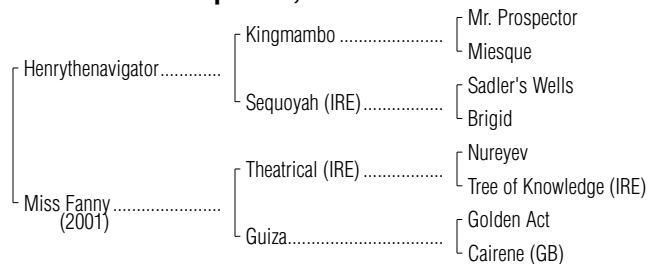 Kingmambo ....................
Mr. Prospector
Miesque
Henrythenavigator............
Sequoyah (IRE)................
Sadler's Wells
Brigid
Theatrical (IRE)................
Nureyev
Tree of Knowledge (IRE)
Miss Fanny.....................
(2001)
Guiza..............................
Golden Act
Cairene (GB)